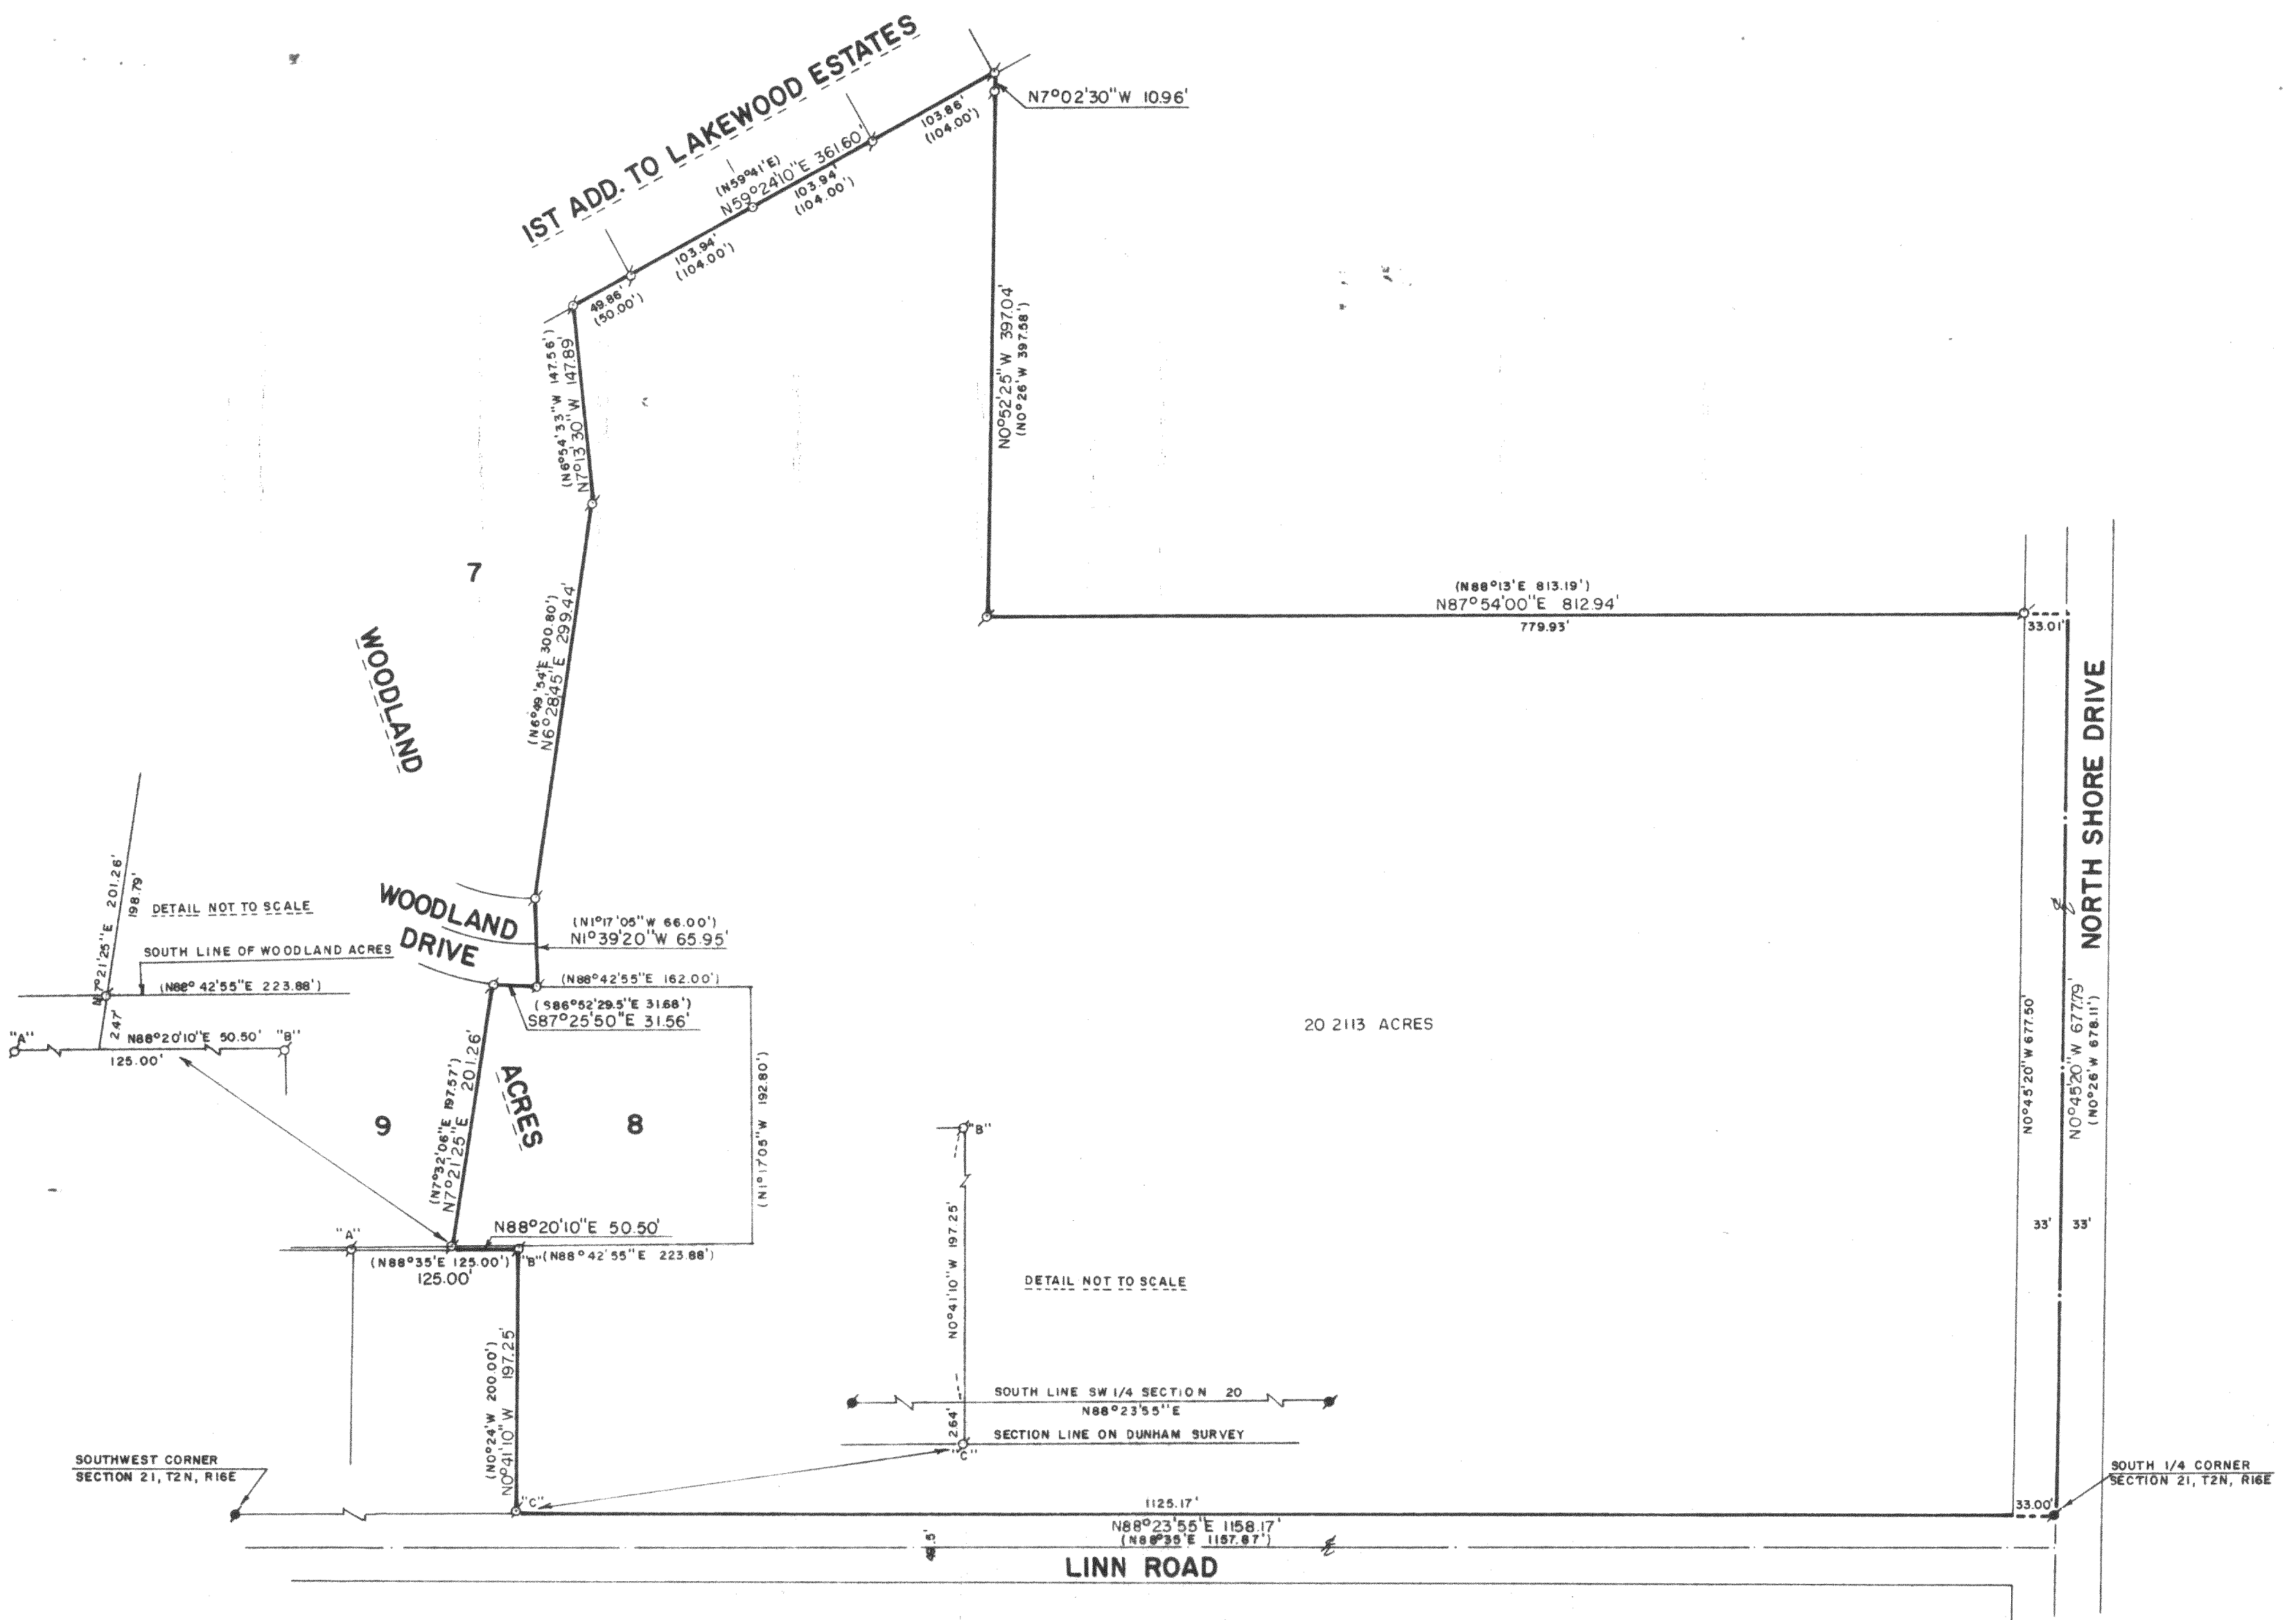 1ST ADD. TO LAKEWOOD ESTATES
N7°02'30"W 10.96'
103.86'
(104.00')
(N59°41'E)
N59°24'10"E 361.60'
103.94'
(104.00')
103.94'
(104.00')
49.86'
(50.00')
(N6°54'33"W 147.56')
N7°13'30"W 147.89'
N0°52'25"W 397.04'
(N0°26'W 397.58')
7
(N88°13'E 813.19')
N87°54'00"E 812.94'
779.93'
33.01'
WOODLAND
(N6°49'54"E 300.80')
N6°28'45"E 299.44'
NORTH SHORE DRIVE
N7°21'25"E 201.26'
198.79'
DETAIL NOT TO SCALE
SOUTH LINE OF WOODLAND ACRES
(N88°42'55"E 223.88')
2.47'
"A"
N88°20'10"E 50.50'
"B"
125.00'
WOODLAND
DRIVE
(N1°17'05"W 66.00')
N1°39'20"W 65.95'
(N88°42'55"E 162.00')
(S86°52'29.5"E 31.68')
S87°25'50"E 31.56'
20.2113 ACRES
N0°45'20"W 677.50'
N0°45'20"W 677.79'
(N0°26'W 678.11')
ACRES
(N7°32'06"E 197.57')
N7°21'25"E 201.26'
9
8
(N1°17'05"W 192.80')
"B"
33'
33'
N88°20'10"E 50.50'
"A"
(N88°35'E 125.00')
"B"
(N88°42'55"E 223.88')
125.00'
N0°41'10"W 197.25'
DETAIL NOT TO SCALE
(N0°24'W 200.00')
N0°41'10"W 197.25'
SOUTH LINE SW 1/4 SECTION 20
N88°23'55"E
2.64'
SECTION LINE ON DUNHAM SURVEY
"C"
SOUTHWEST CORNER
SECTION 21, T2N, R16E
SOUTH 1/4 CORNER
SECTION 21, T2N, R16E
"C"
1125.17'
33.00'
N88°23'55"E 1158.17'
(N88°35'E 1157.87')
49.5'
LINN ROAD